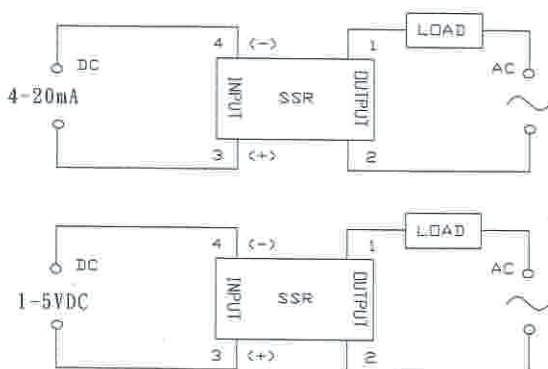 4 (-) 1 LOAD
DC AC
4-20mA INPUT SSR OUTPUT
3 (+) 2
4 (-) 1 LOAD
DC AC
1-5VDC INPUT SSR OUTPUT
3 (+) 2